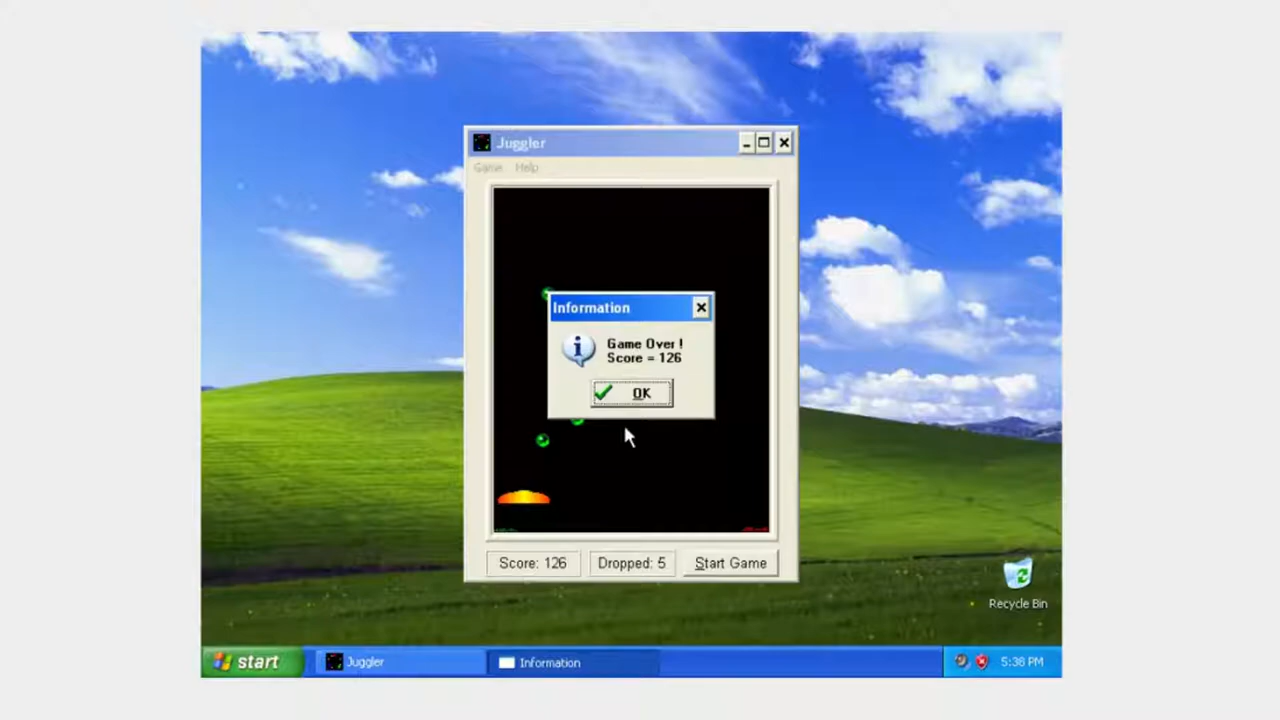 Juggler
Game Help
Information
Game Over !
Score = 126
OK
Score: 126 Dropped: 5 Start Game
Recycle Bin
start Juggler Information 5:38 PM